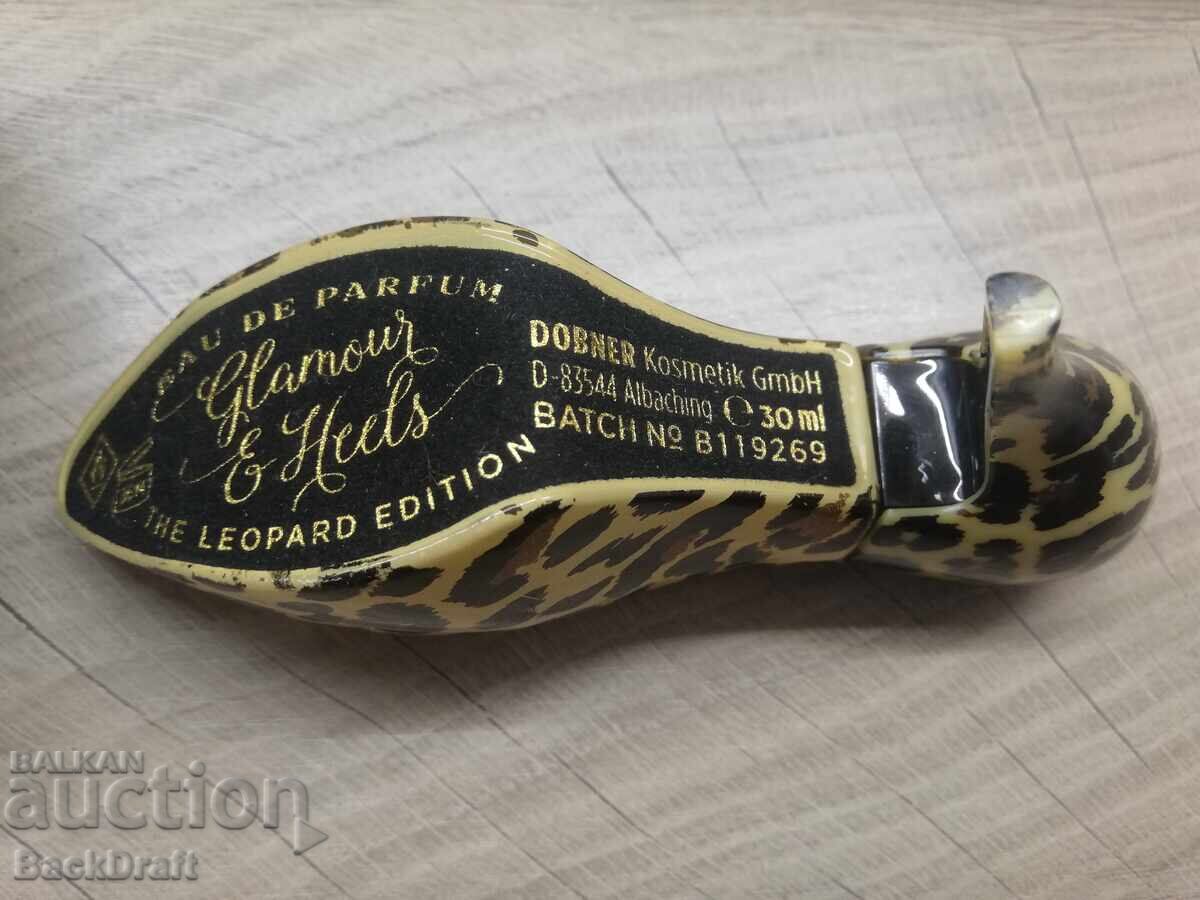 EAU DE PARFUM
Glamour
& Heels
THE LEOPARD EDITION
DOBNER Kosmetik GmbH
D-83544 Albaching ℮ 30 ml
BATCH Nº B119269
BALKAN
auction
BackDraft